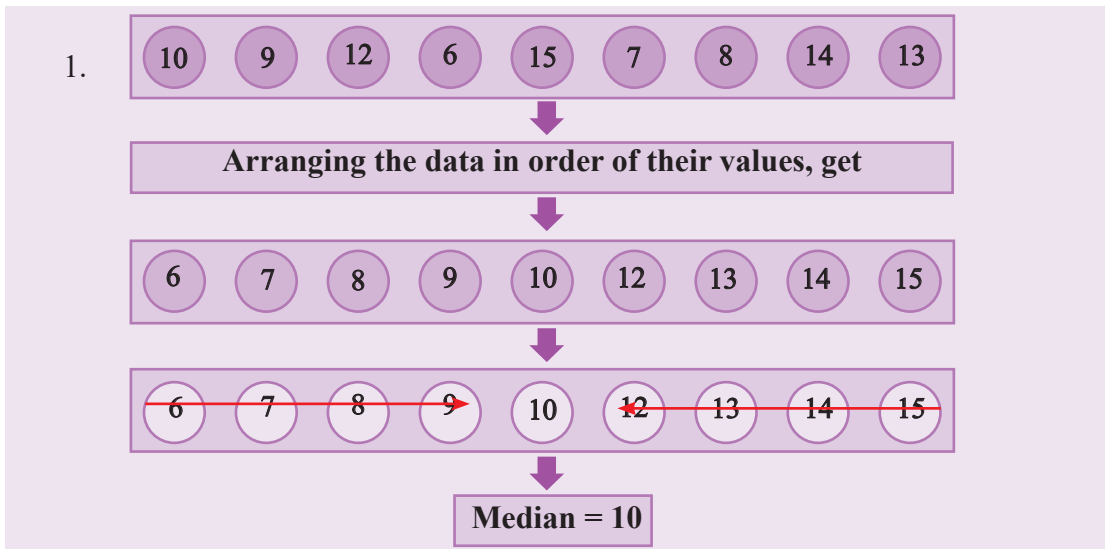 1.
10 9 12 6 15 7 8 14 13
Arranging the data in order of their values, get
6 7 8 9 10 12 13 14 15
6 7 8 9 10 12 13 14 15
Median = 10